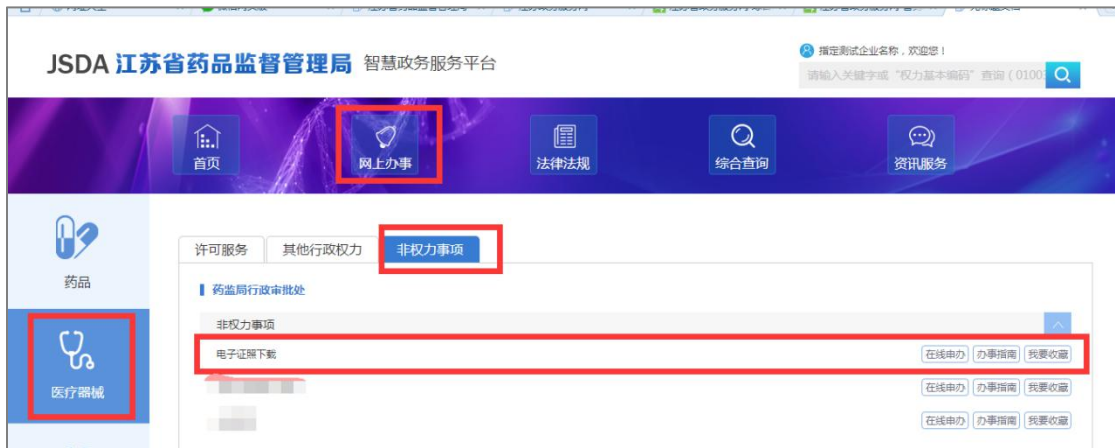 JSDA 江苏省药品监督管理局 智慧政务服务平台
指定测试企业名称，欢迎您！
请输入关键字或“权力基本编码”查询（0100
首页
网上办事
法律法规
综合查询
资讯服务
药品
医疗器械
许可服务 其他行政权力 非权力事项
药监局行政审批处
非权力事项
电子证照下载 在线申办 办事指南 我要收藏
在线申办 办事指南 我要收藏
在线申办 办事指南 我要收藏